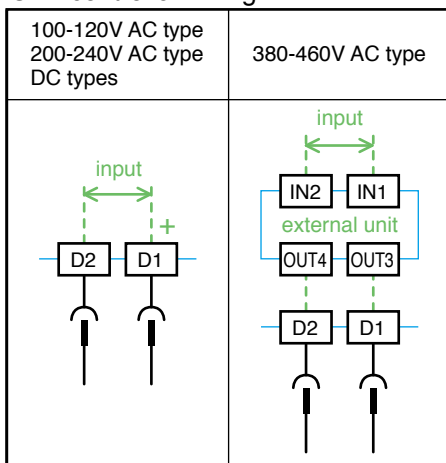 100-120V AC type
200-240V AC type
DC types
380-460V AC type
input
+
D2 D1
input
IN2 IN1
external unit
OUT4 OUT3
D2 D1